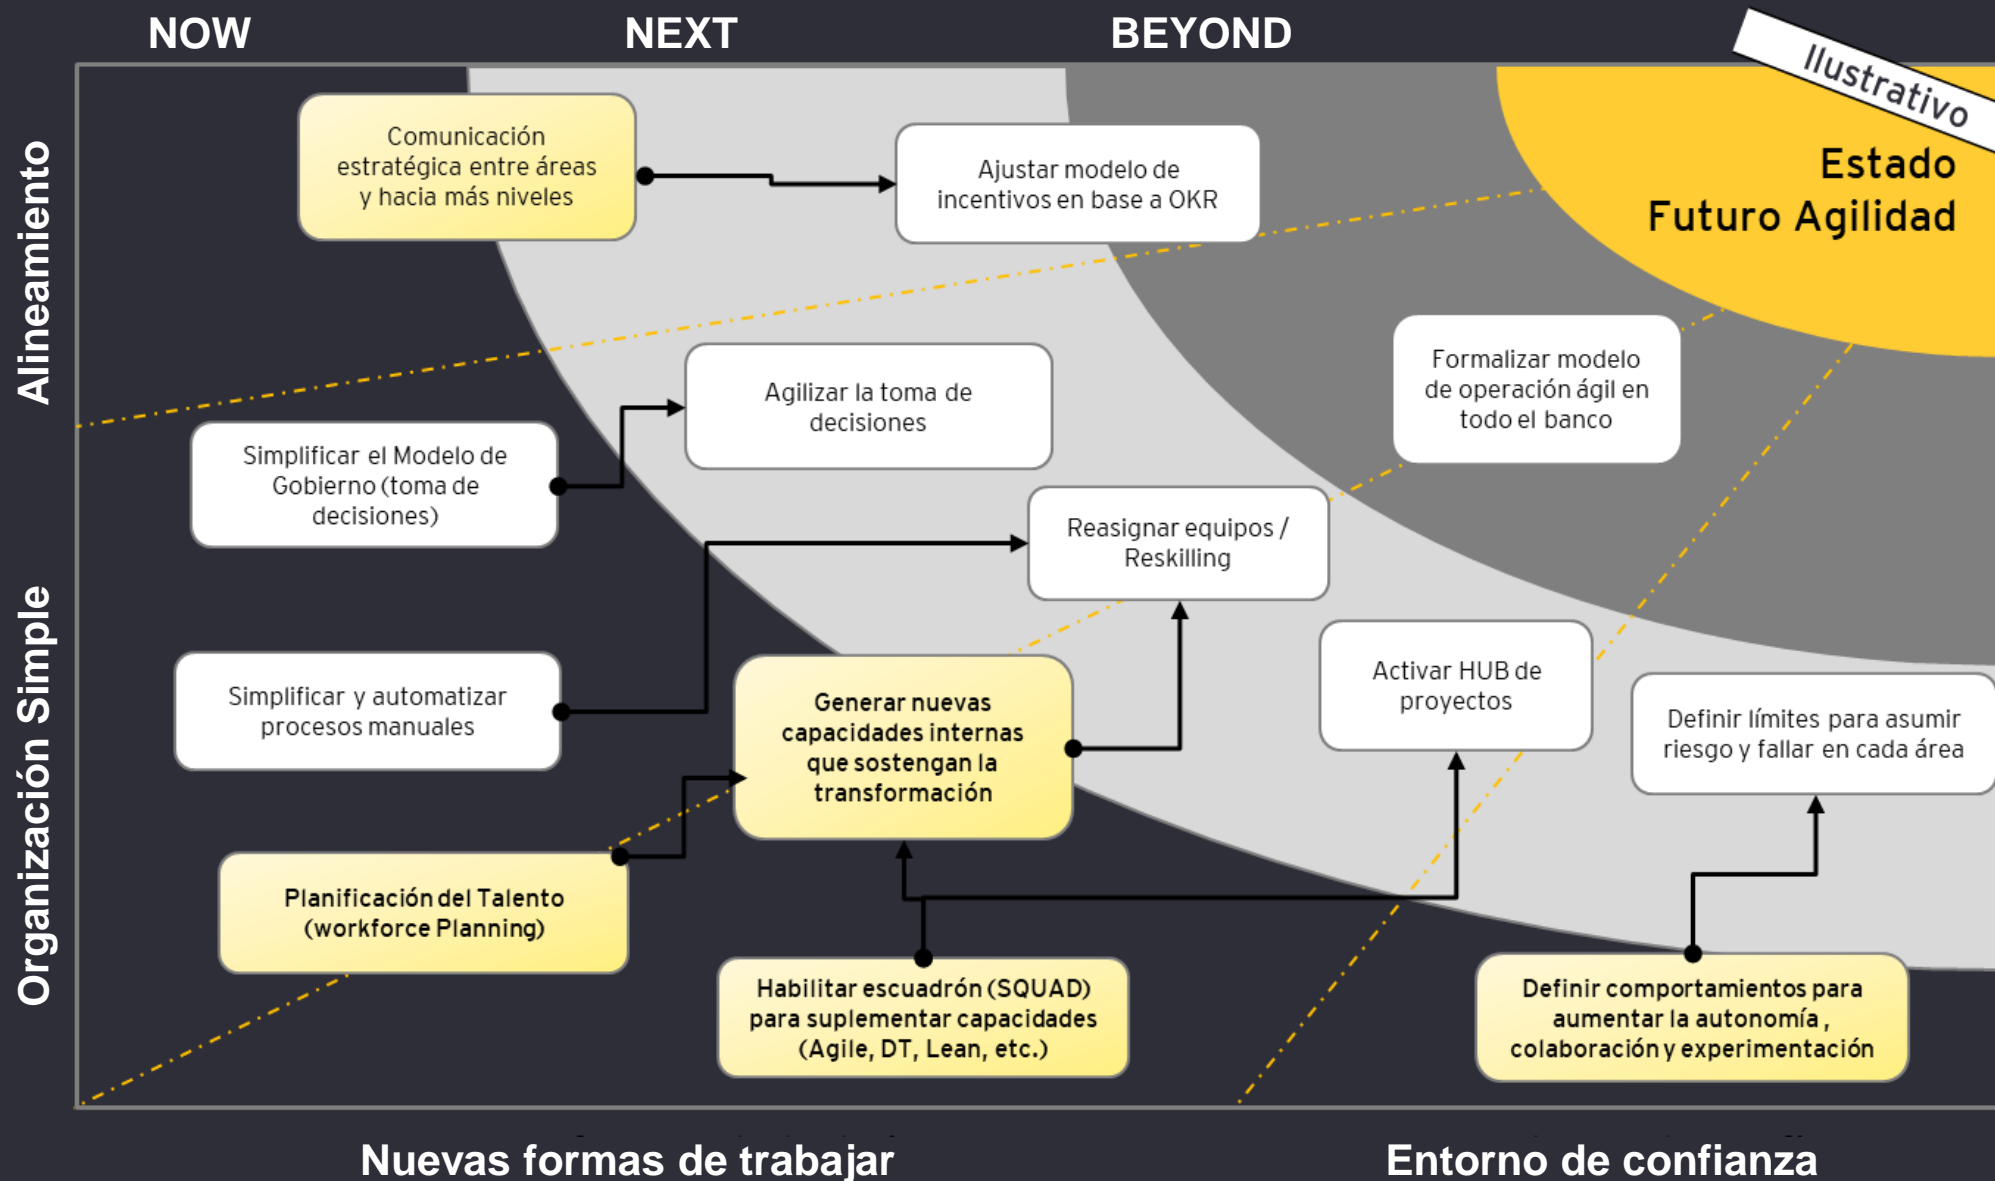 NOW
NEXT
BEYOND
Ilustrativo
Estado
Futuro Agilidad
Alineamiento
Comunicación
estratégica entre áreas
y hacia más niveles
Ajustar modelo de
incentivos en base a OKR
Formalizar modelo
de operación ágil en
todo el banco
Agilizar la toma de
decisiones
Simplificar el Modelo de
Gobierno (toma de
decisiones)
Reasignar equipos /
Reskilling
Organización Simple
Simplificar y automatizar
procesos manuales
Generar nuevas
capacidades internas
que sostengan la
transformación
Activar HUB de
proyectos
Definir límites para asumir
riesgo y fallar en cada área
Planificación del Talento
(workforce Planning)
Habilitar escuadrón (SQUAD)
para suplementar capacidades
(Agile, DT, Lean, etc.)
Definir comportamientos para
aumentar la autonomía ,
colaboración y experimentación
Nuevas formas de trabajar
Entorno de confianza